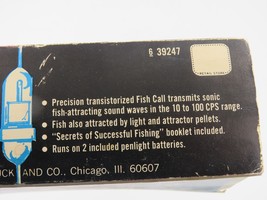 6 39247
• Precision transistorized Fish Call transmits sonic
fish-attracting sound waves in the 10 to 100 CPS range.
• Fish also attracted by light and attractor pellets.
• "Secrets of Successful Fishing" booklet included.
• Runs on 2 included penlight batteries.
UCK AND CO., Chicago, Ill. 60607